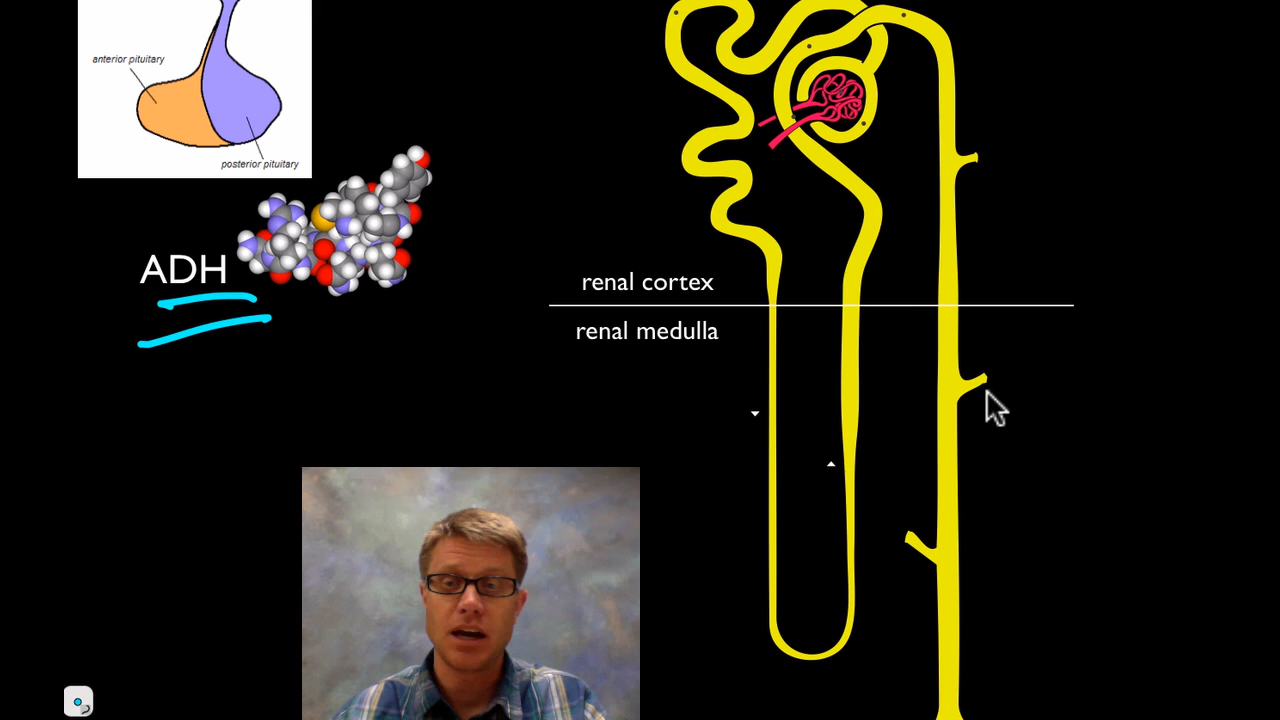 anterior pituitary
posterior pituitary
ADH
renal cortex
renal medulla